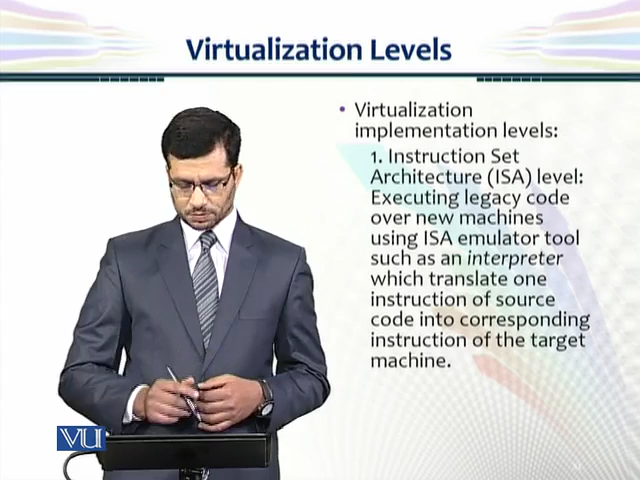 Virtualization Levels
• Virtualization
implementation levels:
1. Instruction Set
Architecture (ISA) level:
Executing legacy code
over new machines
using ISA emulator tool
such as an interpreter
which translate one
instruction of source
code into corresponding
instruction of the target
machine.
VU